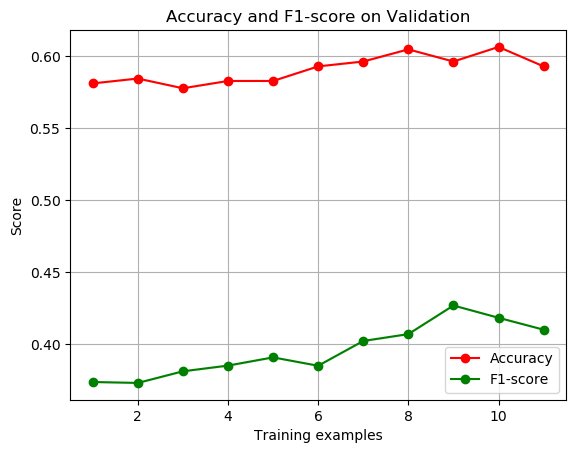 Accuracy and F1-score on Validation
0.60
0.55
0.50
0.45
0.40
Score
2 4 6 8 10
Training examples
Accuracy
F1-score